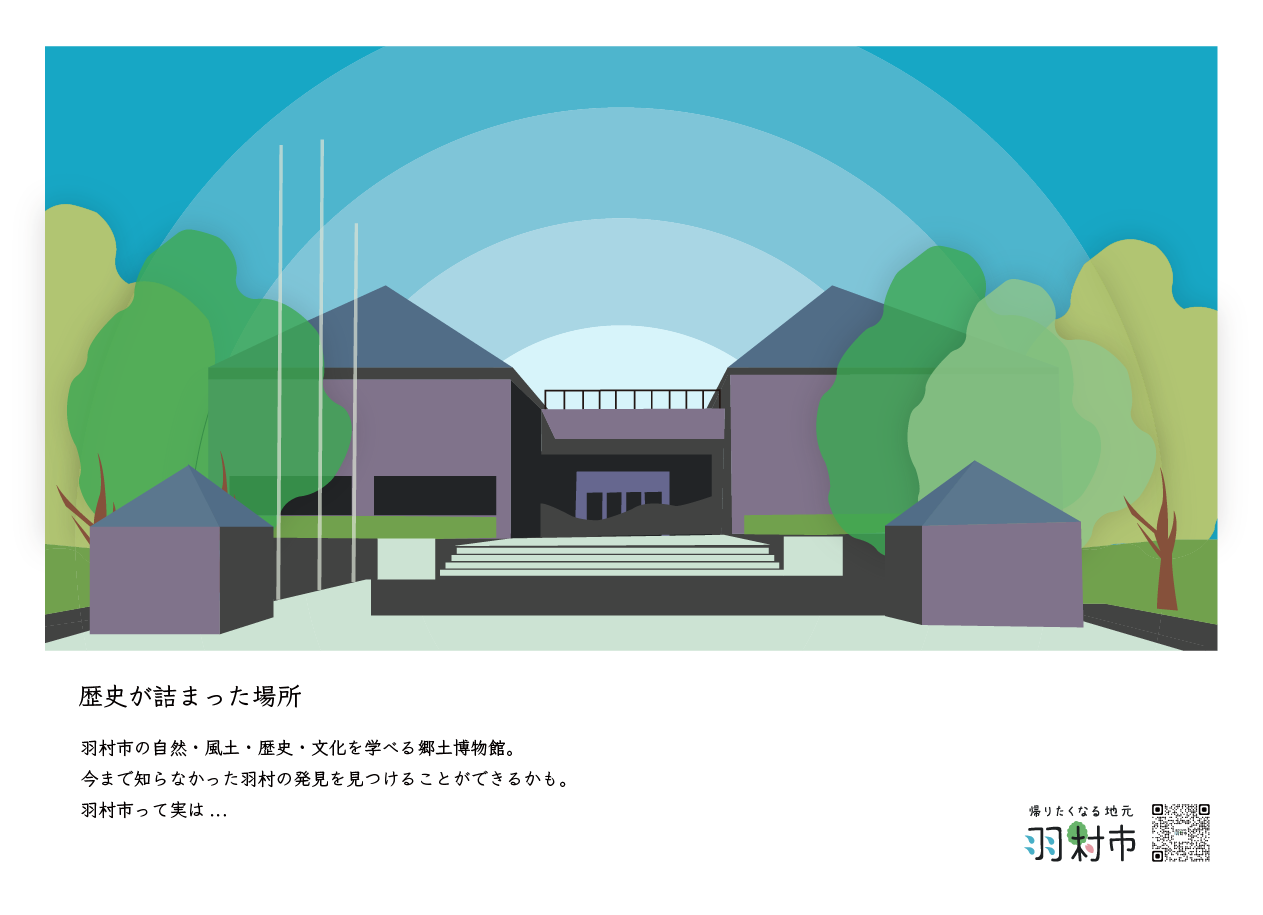 歴史が詰まった場所
羽村市の自然・風土・歴史・文化を学べる郷土博物館。
今まで知らなかった羽村の発見を見つけることができるかも。
羽村市って実は…
帰りたくなる地元
羽村市